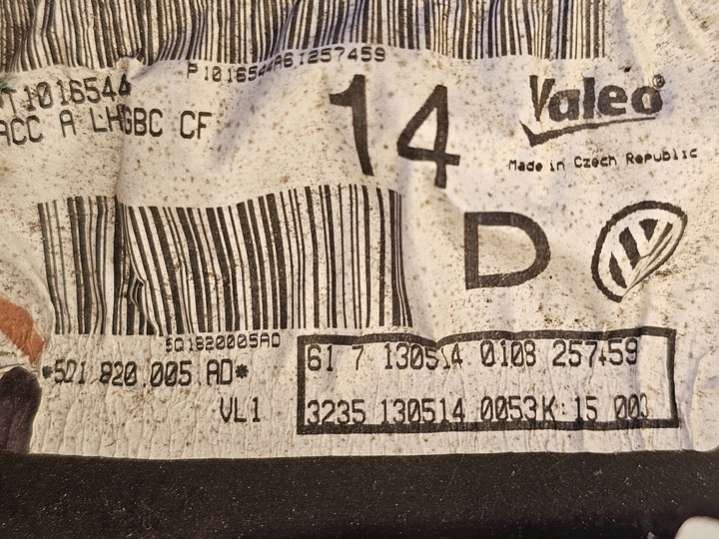 P1016544A61257459
T1016544
ACC A LHGBC CF
14
Valeo
Made in Czech Republic
D
5Q1820005AD
*5Q1.820.005.AD*
VL1
61 7 130514 0108 257459
3235 130514 0053K:15 003